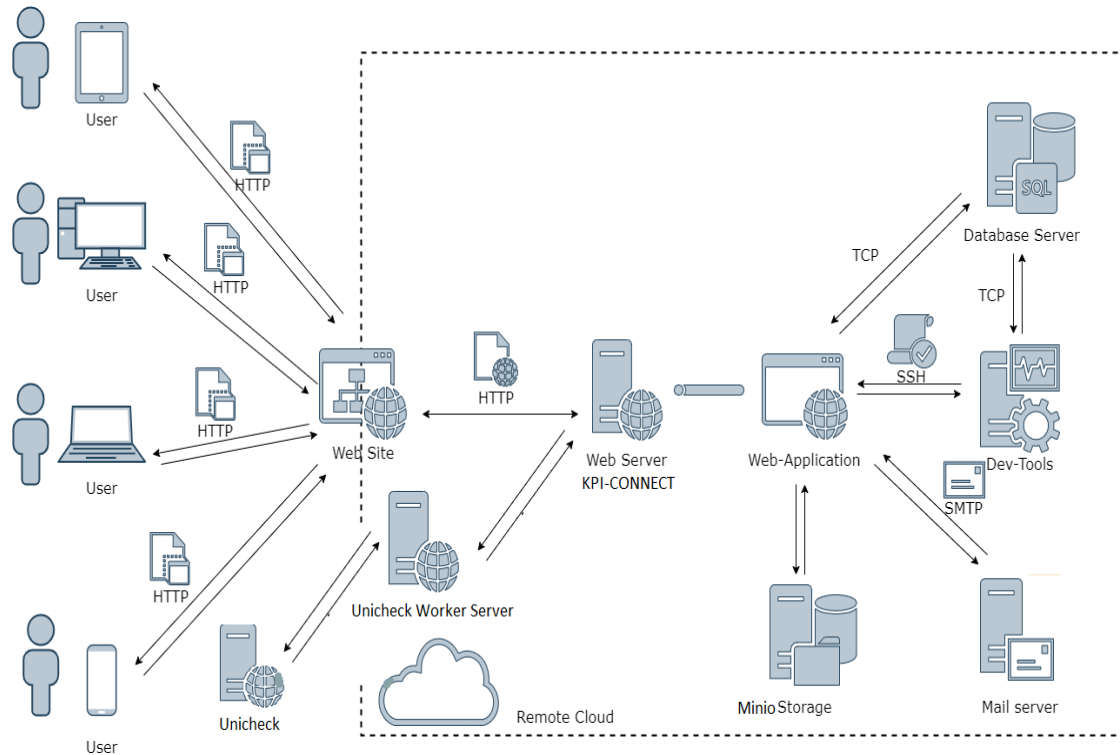 User
HTTP
User
HTTP
User
HTTP
User
HTTP
Web Site
HTTP
Web Server
KPI-CONNECT
Unicheck Worker Server
Unicheck
Remote Cloud
Web-Application
TCP
SQL
Database Server
TCP
SSH
Dev-Tools
SMTP
Minio Storage
Mail server